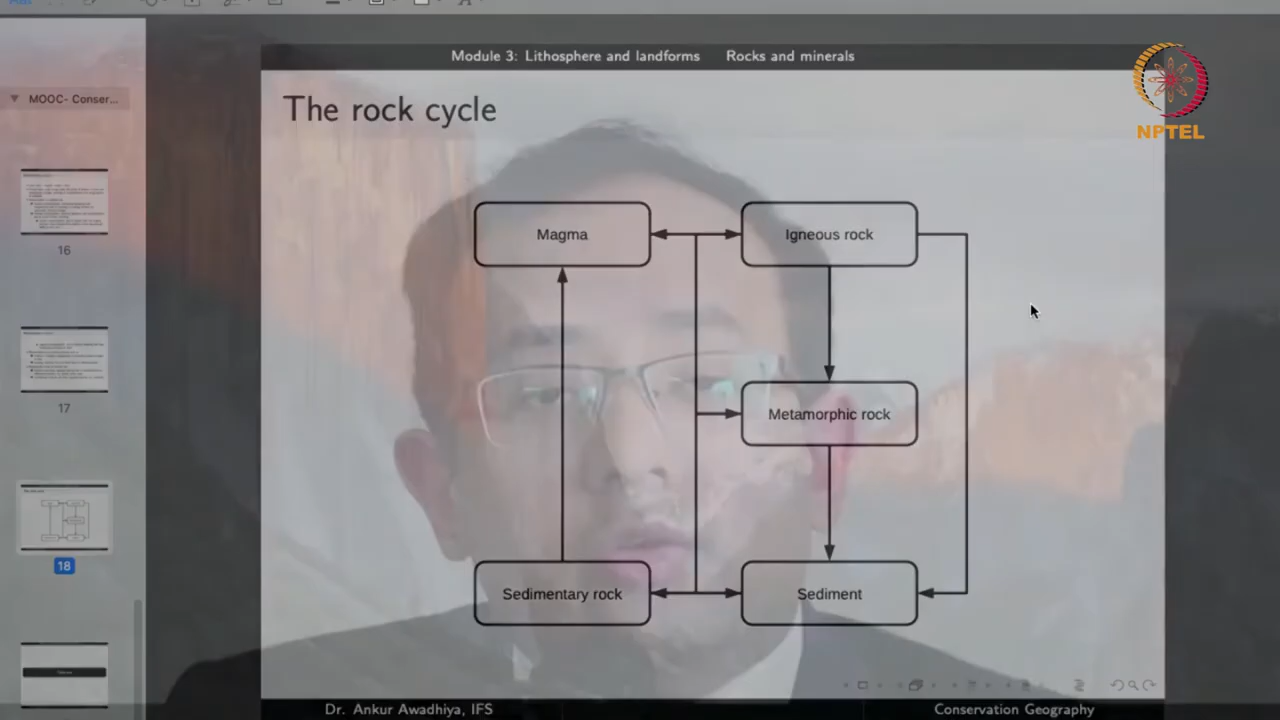 Module 3: Lithosphere and landforms Rocks and minerals
NPTEL
MOOC- Conser...
The rock cycle
Magma
Igneous rock
16
Metamorphic rock
17
18
Sedimentary rock
Sediment
Dr. Ankur Awadhiya, IFS
Conservation Geography